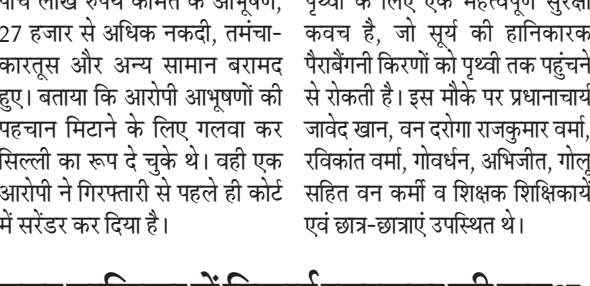 पांच लाख रुपये कीमत के आभूषण,
27 हजार से अधिक नकदी, तमंचा-
कारतूस और अन्य सामान बरामद
हुए। बताया कि आरोपी आभूषणों की
पहचान मिटाने के लिए गलवा कर
सिल्ली का रूप दे चुके थे। वही एक
आरोपी ने गिरफ्तारी से पहले ही कोर्ट
में सरेंडर कर दिया है।
पृथ्वी के लिए एक महत्वपूर्ण सुरक्षा
कवच है, जो सूर्य की हानिकारक
पैराबैंगनी किरणों को पृथ्वी तक पहुंचने
से रोकती है। इस मौके पर प्रधानाचार्य
जावेद खान, वन दरोगा राजकुमार वर्मा,
रविकांत वर्मा, गोवर्धन, अभिजीत, गोलू
सहित वन कर्मी व शिक्षक शिक्षिकायें
एवं छात्र-छात्राएं उपस्थित थे।